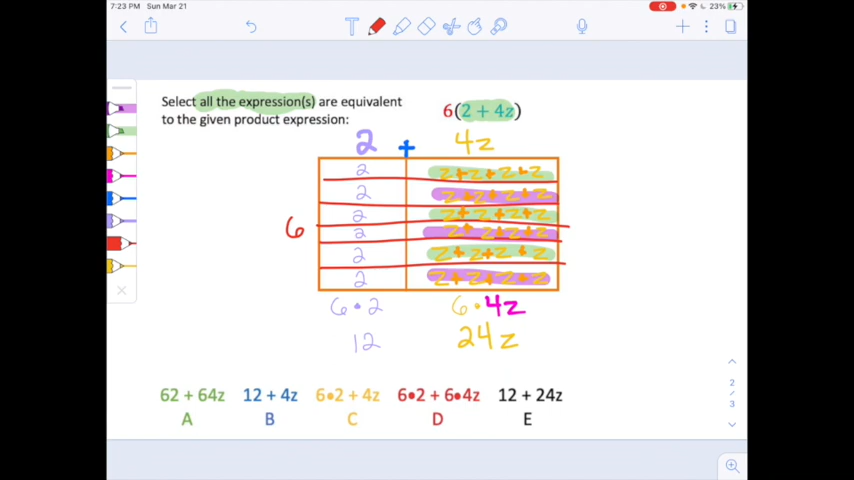 7:23 PM Sun Mar 21
23%
Select all the expression(s) are equivalent
to the given product expression:
6(2 + 4z)
2 + 4z
2 z+z+z+z
2 z+z+z+z
2 z+z+z+z
6
2 z+z+z+z
2 z+z+z+z
2 z+z+z+z
6•2 6•4z
12 24z
62 + 64z 12 + 4z 6•2 + 4z 6•2 + 6•4z 12 + 24z
A B C D E
2
/
3